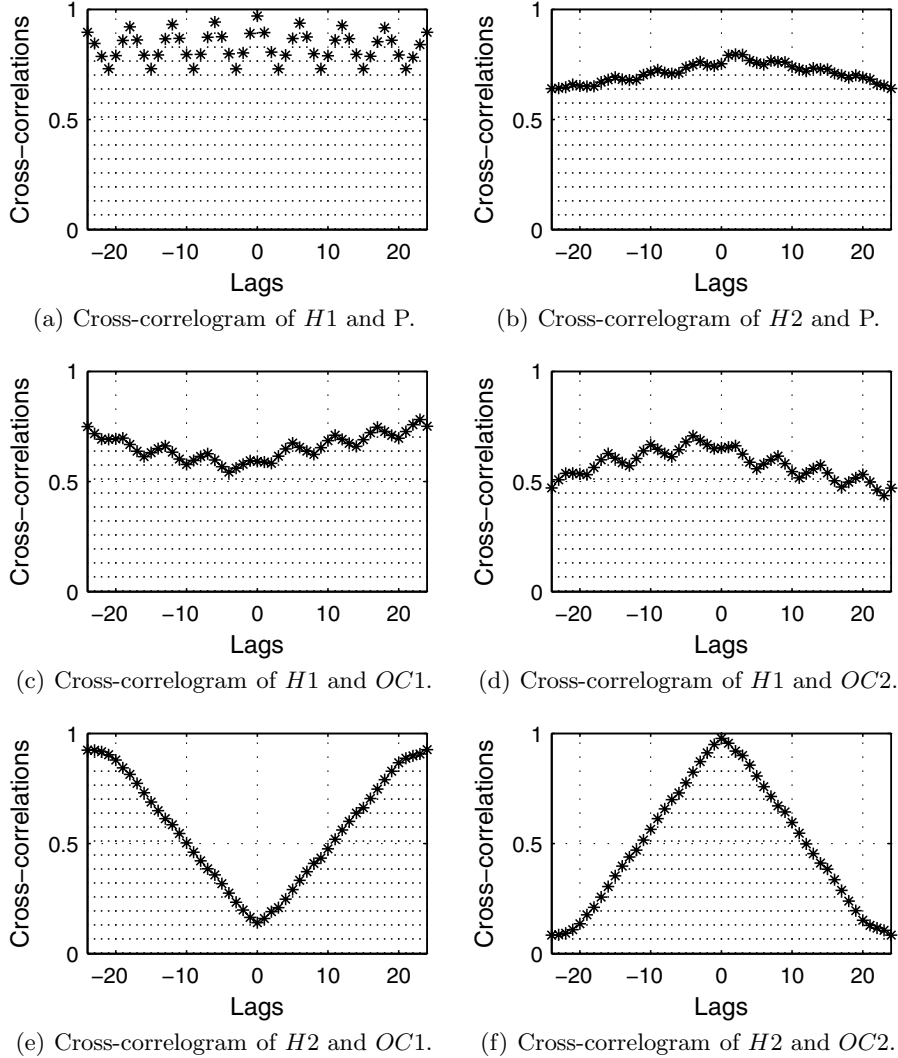 Cross−correlations
1
0.5
0
−20 −10 0 10 20
Lags
(a) Cross-correlogram of H1 and P.
Cross−correlations
1
0.5
0
−20 −10 0 10 20
Lags
(b) Cross-correlogram of H2 and P.
Cross−correlations
1
0.5
0
−20 −10 0 10 20
Lags
(c) Cross-correlogram of H1 and OC1.
Cross−correlations
1
0.5
0
−20 −10 0 10 20
Lags
(d) Cross-correlogram of H1 and OC2.
Cross−correlations
1
0.5
0
−20 −10 0 10 20
Lags
(e) Cross-correlogram of H2 and OC1.
Cross−correlations
1
0.5
0
−20 −10 0 10 20
Lags
(f) Cross-correlogram of H2 and OC2.